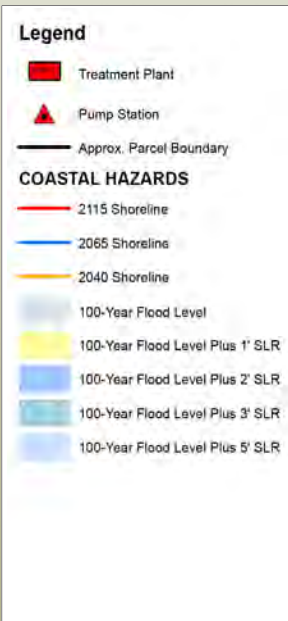 Legend
Treatment Plant
Pump Station
Approx. Parcel Boundary
COASTAL HAZARDS
2115 Shoreline
2065 Shoreline
2040 Shoreline
100-Year Flood Level
100-Year Flood Level Plus 1' SLR
100-Year Flood Level Plus 2' SLR
100-Year Flood Level Plus 3' SLR
100-Year Flood Level Plus 5' SLR